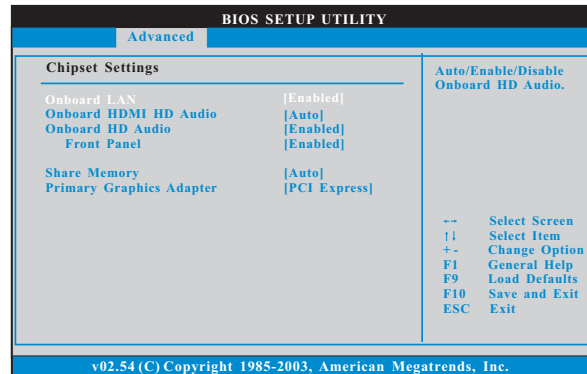 BIOS SETUP UTILITY
Advanced
Chipset Settings
Onboard LAN [Enabled]
Onboard HDMI HD Audio [Auto]
Onboard HD Audio [Enabled]
Front Panel [Enabled]
Share Memory [Auto]
Primary Graphics Adapter [PCI Express]
Auto/Enable/Disable
Onboard HD Audio.
←→ Select Screen
↑↓ Select Item
+ - Change Option
F1 General Help
F9 Load Defaults
F10 Save and Exit
ESC Exit
v02.54 (C) Copyright 1985-2003, American Megatrends, Inc.